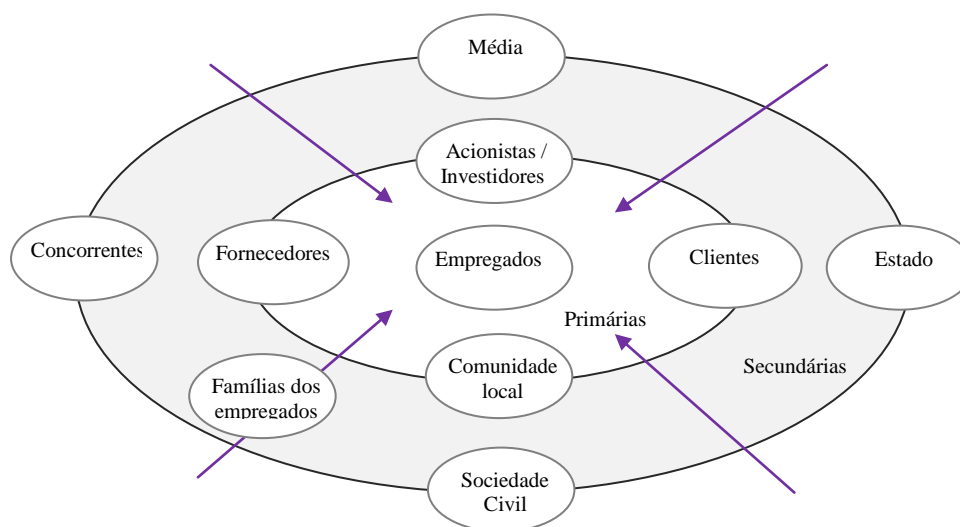 Média
Acionistas /
Investidores
Concorrentes
Fornecedores
Empregados
Clientes
Estado
Primárias
Comunidade
local
Secundárias
Famílias dos
empregados
Sociedade
Civil